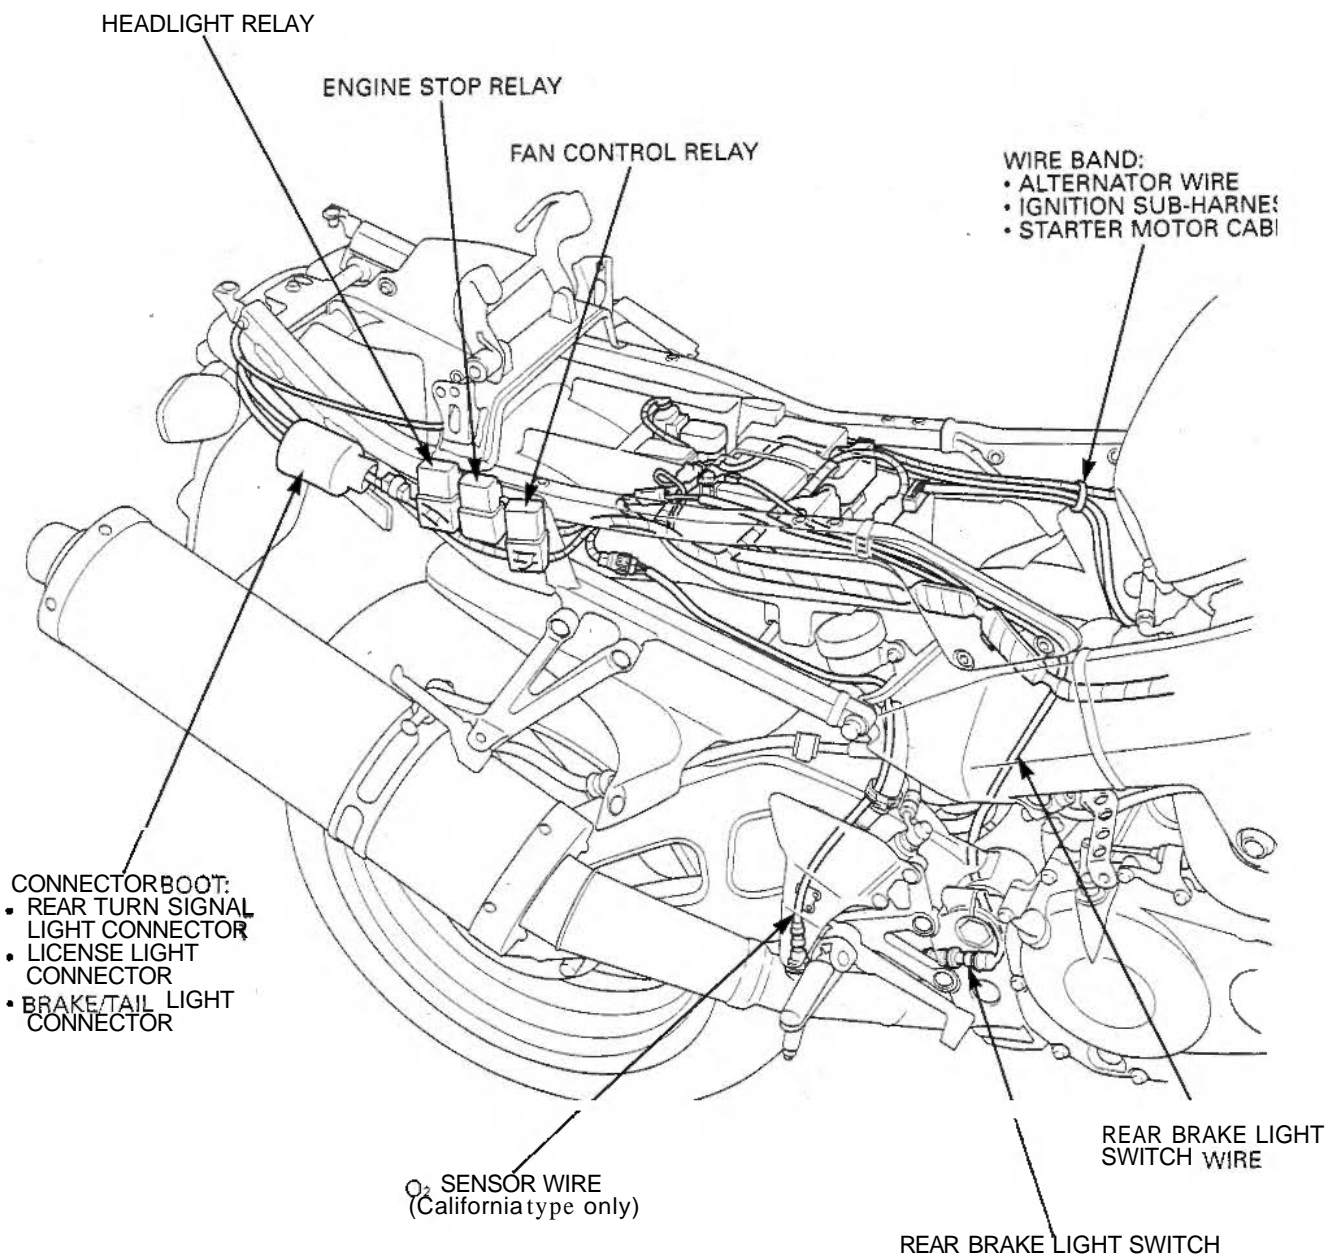 HEADLIGHT RELAY
ENGINE STOP RELAY
FAN CONTROL RELAY
WIRE BAND:
• ALTERNATOR WIRE
• IGNITION SUB-HARNES
• STARTER MOTOR CABL
CONNECTOR BOOT:
• REAR TURN SIGNAL
LIGHT CONNECTOR
• LICENSE LIGHT
CONNECTOR
• BRAKE/TAIL LIGHT
CONNECTOR
O₂ SENSOR WIRE
(California type only)
REAR BRAKE LIGHT
SWITCH WIRE
REAR BRAKE LIGHT SWITCH